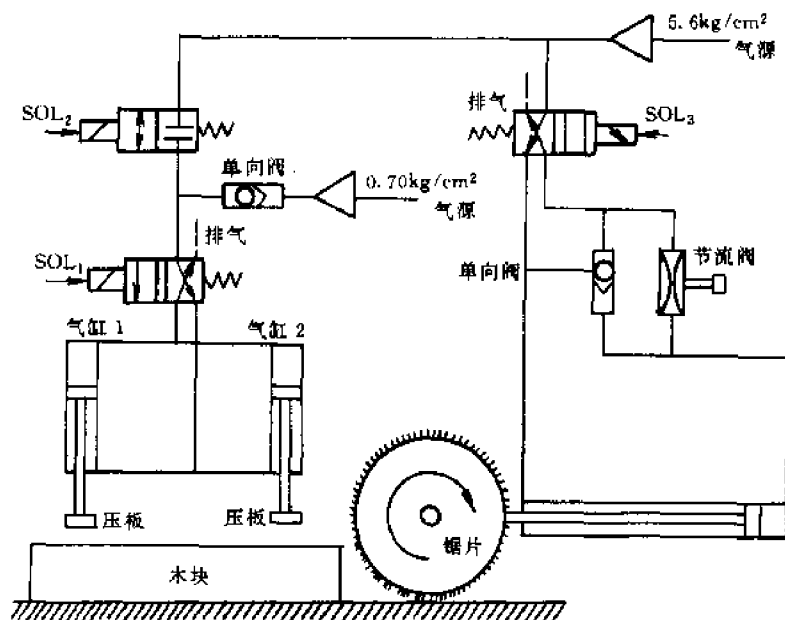 5.6kg/cm²
气源
排气
SOL₂
SOL₃
单向阀
0.70kg/cm²
气源
排气
SOL₁
单向阀
节流阀
气缸 1
气缸 2
压板
压板
锯片
木块